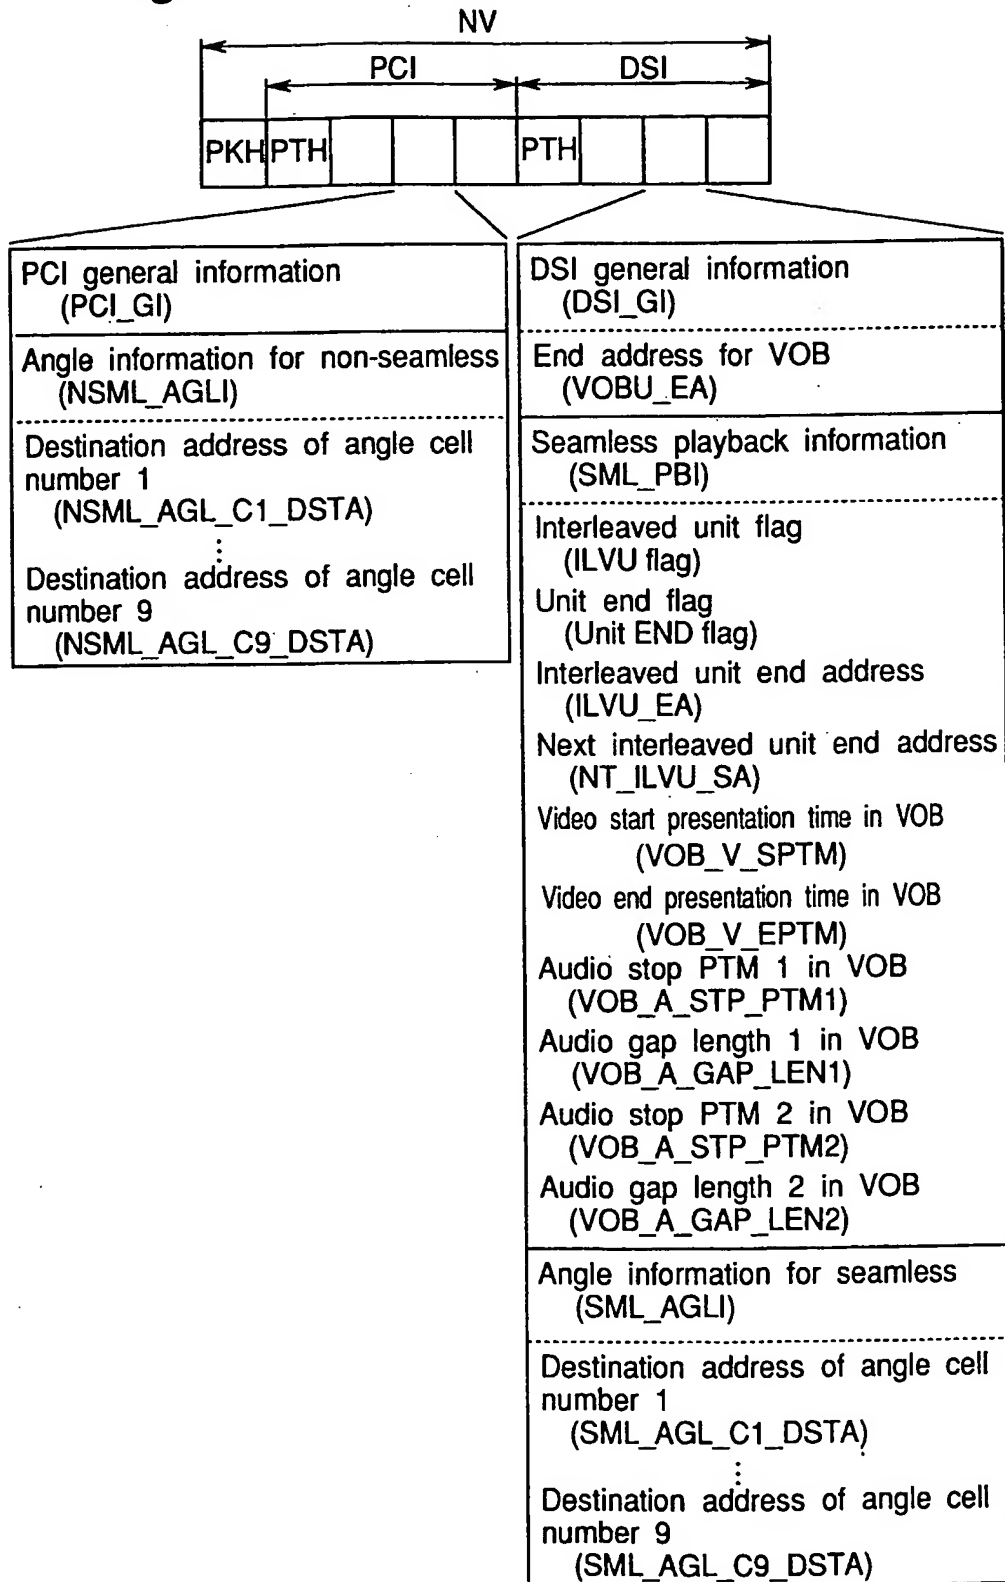 NV
PCI DSI
PKH PTH PTH
PCI general information
(PCI_GI)
Angle information for non-seamless
(NSML_AGLI)
Destination address of angle cell
number 1
(NSML_AGL_C1_DSTA)
Destination address of angle cell
number 9
(NSML_AGL_C9_DSTA)
DSI general information
(DSI_GI)
End address for VOB
(VOBU_EA)
Seamless playback information
(SML_PBI)
Interleaved unit flag
(ILVU flag)
Unit end flag
(Unit END flag)
Interleaved unit end address
(ILVU_EA)
Next interleaved unit end address
(NT_ILVU_SA)
Video start presentation time in VOB
(VOB_V_SPTM)
Video end presentation time in VOB
(VOB_V_EPTM)
Audio stop PTM 1 in VOB
(VOB_A_STP_PTM1)
Audio gap length 1 in VOB
(VOB_A_GAP_LEN1)
Audio stop PTM 2 in VOB
(VOB_A_STP_PTM2)
Audio gap length 2 in VOB
(VOB_A_GAP_LEN2)
Angle information for seamless
(SML_AGLI)
Destination address of angle cell
number 1
(SML_AGL_C1_DSTA)
Destination address of angle cell
number 9
(SML_AGL_C9_DSTA)